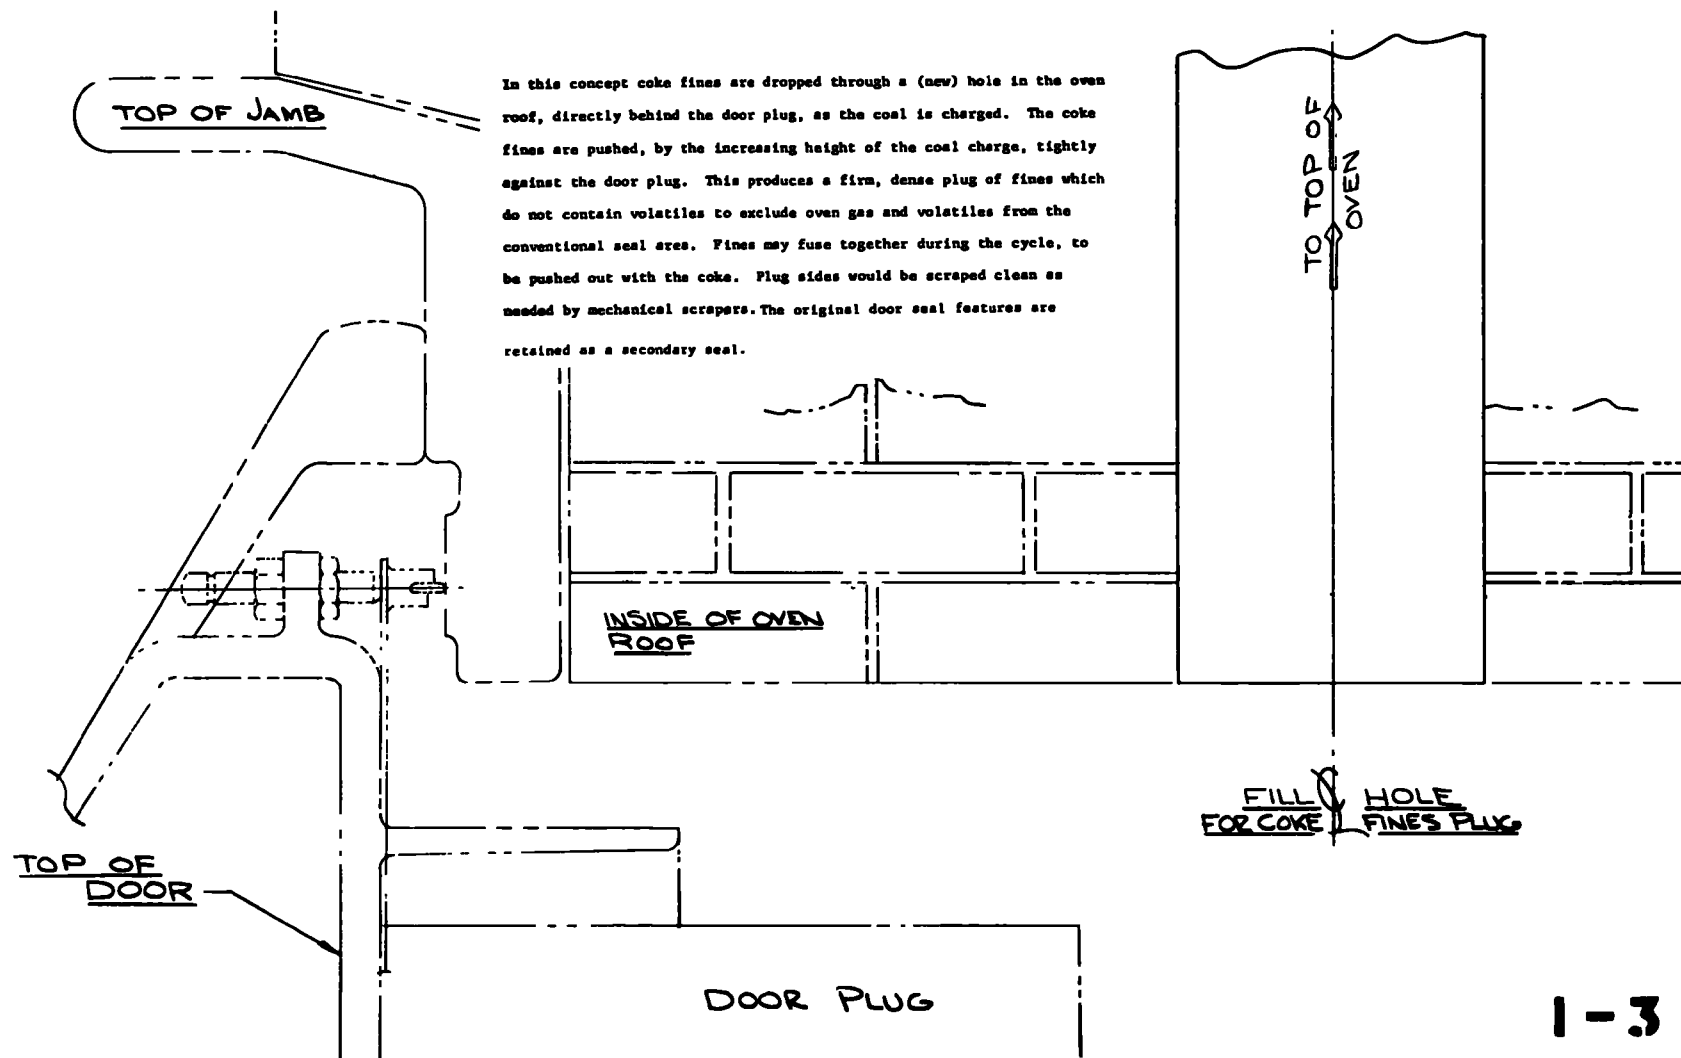 TOP OF JAMB
In this concept coke fines are dropped through a (new) hole in the oven
roof, directly behind the door plug, as the coal is charged. The coke
fines are pushed, by the increasing height of the coal charge, tightly
against the door plug. This produces a firm, dense plug of fines which
do not contain volatiles to exclude oven gas and volatiles from the
conventional seal area. Fines may fuse together during the cycle, to
be pushed out with the coke. Plug sides would be scraped clean as
needed by mechanical scrapers. The original door seal features are
retained as a secondary seal.
TO TOP OF
OVEN
INSIDE OF OVEN
ROOF
FILL HOLE
FOR COKE FINES PLUG
TOP OF
DOOR
DOOR PLUG
1-3